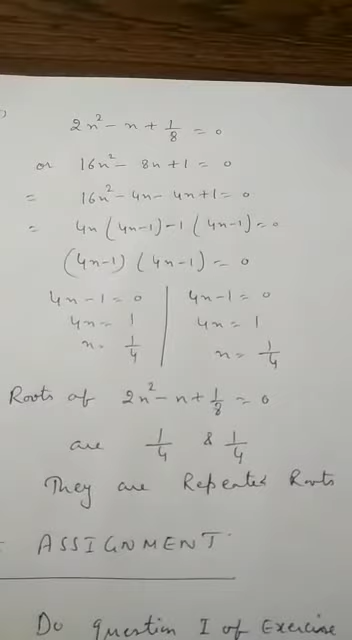 2x² - x + 1/8 = 0
or 16x² - 8x + 1 = 0
= 16x² - 4x - 4x + 1 = 0
= 4x (4x-1) -1 (4x-1) = 0
(4x-1) (4x-1) = 0
4x - 1 = 0 | 4x - 1 = 0
4x = 1 | 4x = 1
x = 1/4 | x = 1/4
Roots of 2x² - x + 1/8 = 0
are 1/4 & 1/4
They are Repeated Roots
ASSIGNMENT
Do question 1 of Exercise